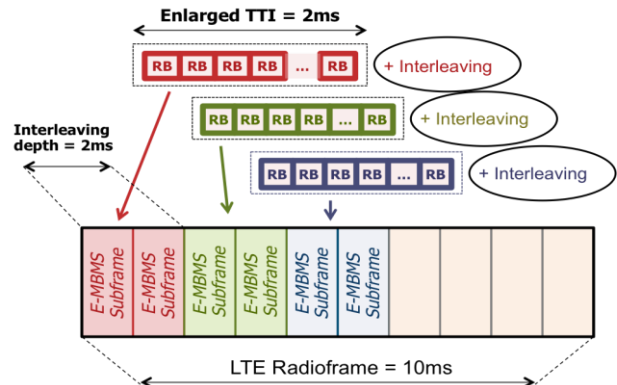 Enlarged TTI = 2ms
RB RB RB RB ... RB
+ Interleaving
RB RB RB RB ... RB
+ Interleaving
Interleaving
depth = 2ms
RB RB RB RB ... RB
+ Interleaving
E-MBMS
Subframe
E-MBMS
Subframe
E-MBMS
Subframe
E-MBMS
Subframe
E-MBMS
Subframe
E-MBMS
Subframe
LTE Radioframe = 10ms